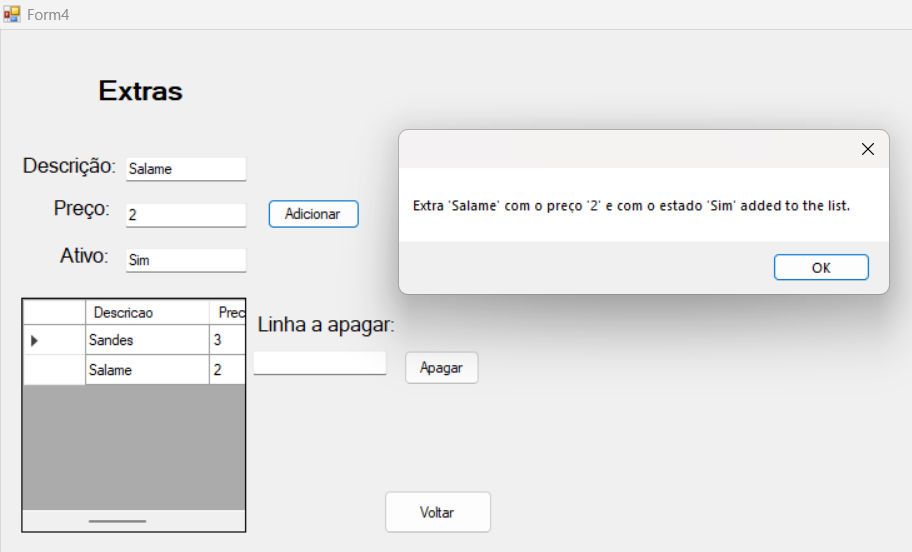 Form4
Extras
Descrição: Salame
Preço: 2
Adicionar
Ativo: Sim
Extra 'Salame' com o preço '2' e com o estado 'Sim' added to the list.
OK
Descricao Prec
Sandes 3
Salame 2
Linha a apagar:
Apagar
Voltar